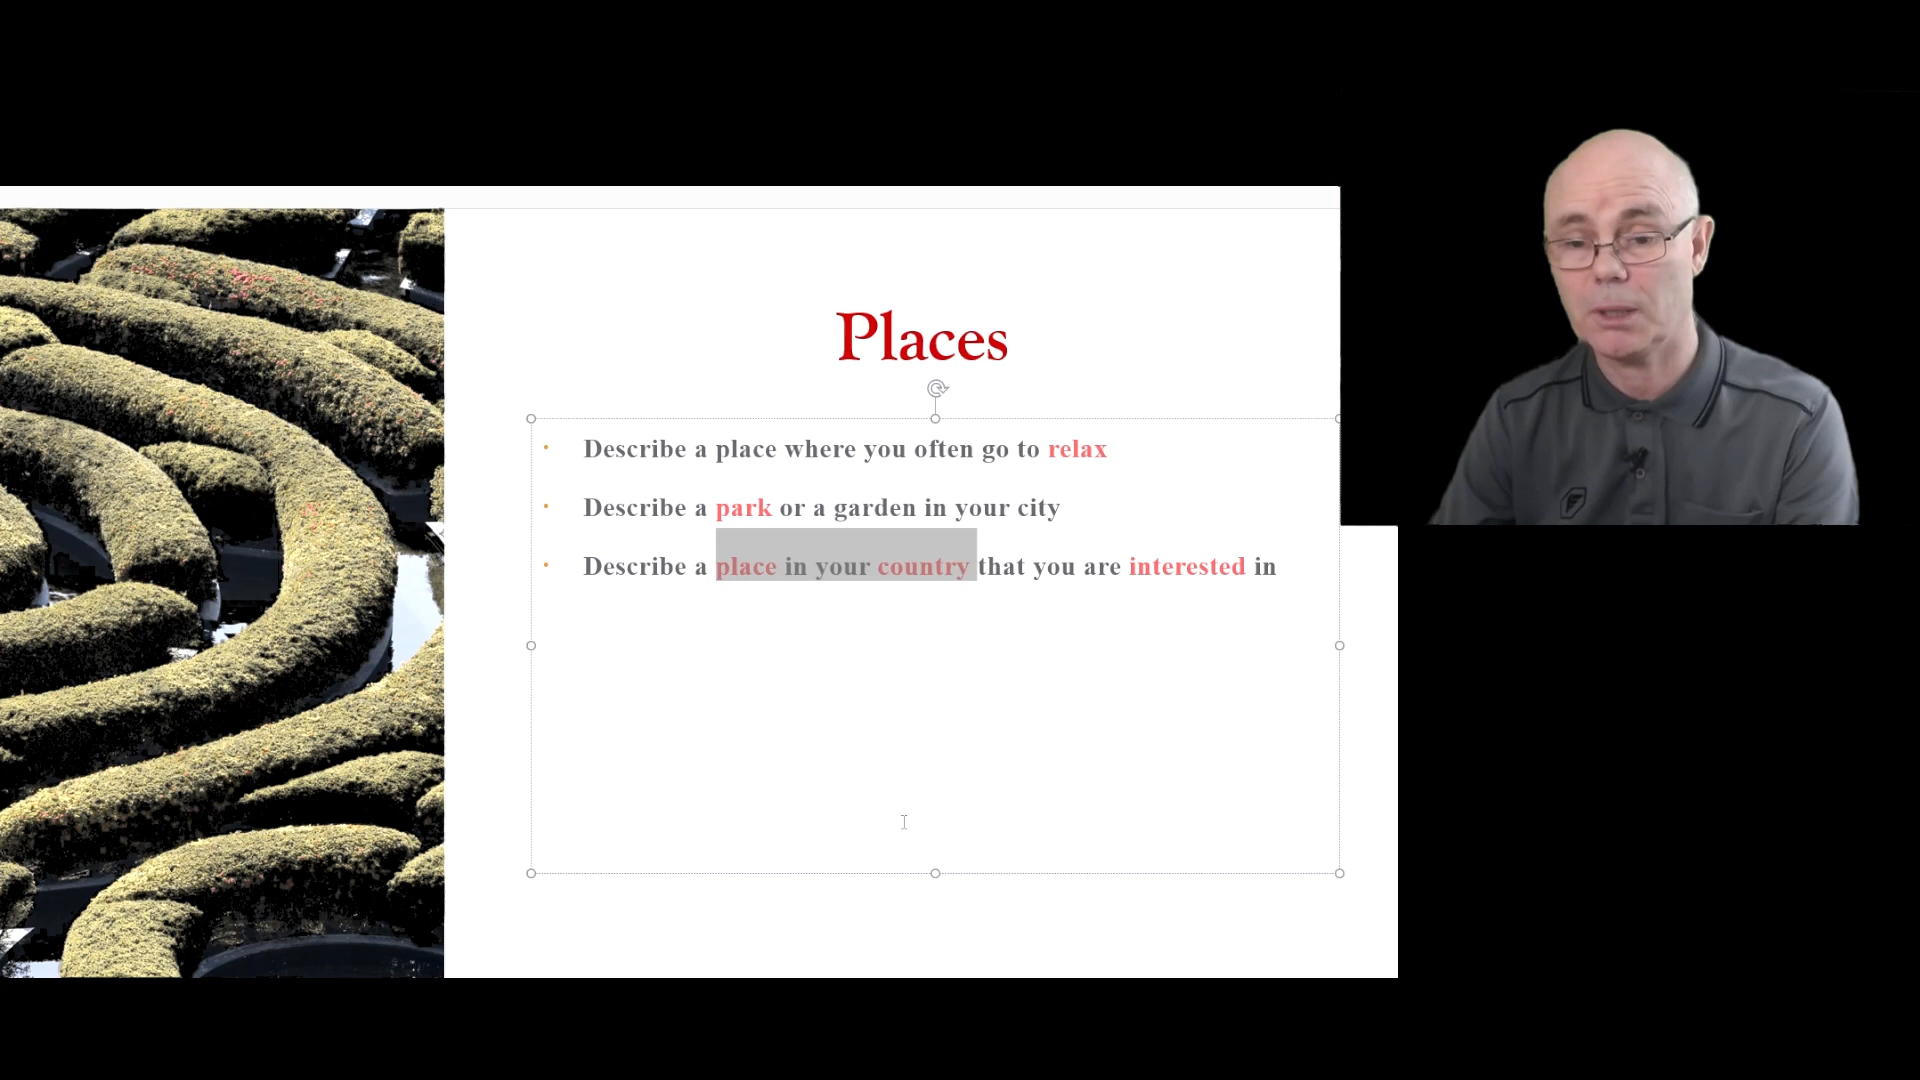 Places
Describe a place where you often go to relax
Describe a park or a garden in your city
Describe a place in your country that you are interested in